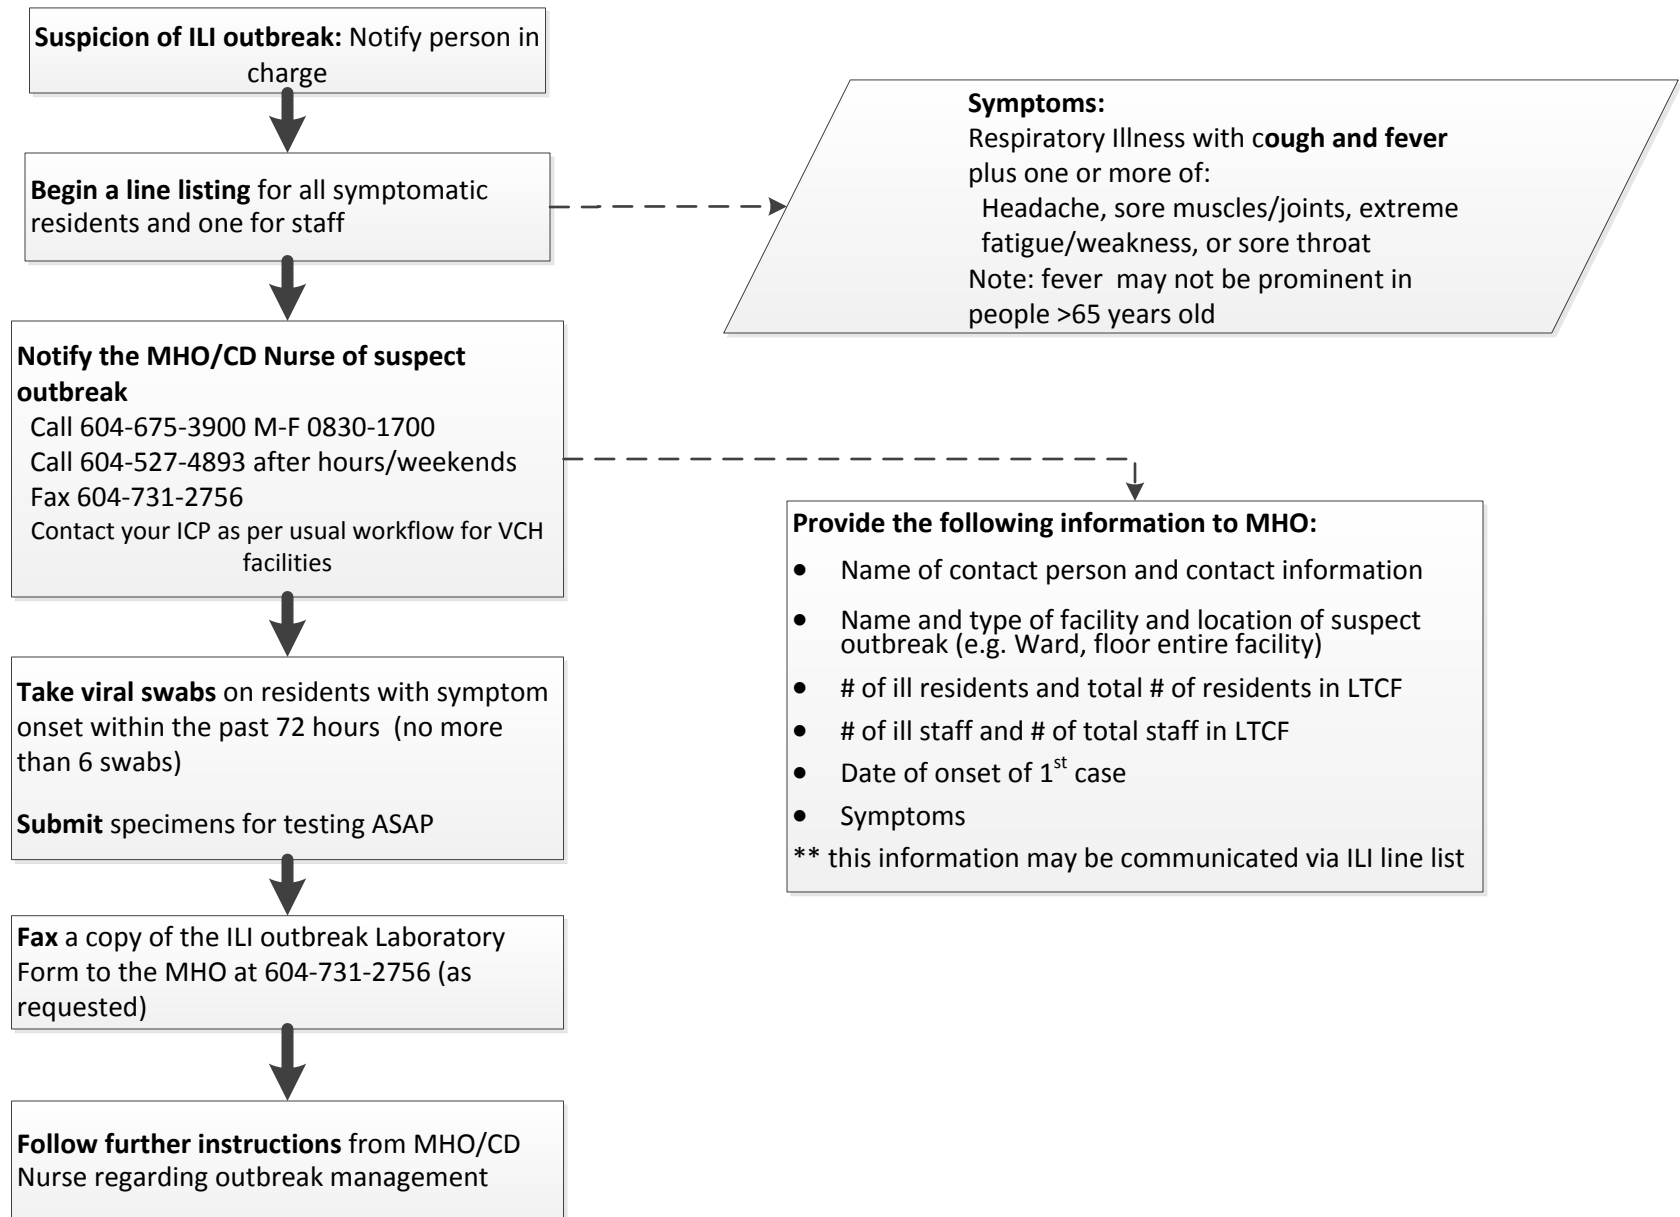 Suspicion of ILI outbreak: Notify person in
charge
Begin a line listing for all symptomatic
residents and one for staff
Symptoms:
Respiratory Illness with cough and fever
plus one or more of:
Headache, sore muscles/joints, extreme
fatigue/weakness, or sore throat
Note: fever  may not be prominent in
people >65 years old
Notify the MHO/CD Nurse of suspect
outbreak
Call 604-675-3900 M-F 0830-1700
Call 604-527-4893 after hours/weekends
Fax 604-731-2756
Contact your ICP as per usual workflow for VCH
facilities
Provide the following information to MHO:
• Name of contact person and contact information
• Name and type of facility and location of suspect
outbreak (e.g. Ward, floor entire facility)
• # of ill residents and total # of residents in LTCF
• # of ill staff and # of total staff in LTCF
• Date of onset of 1st case
• Symptoms
** this information may be communicated via ILI line list
Take viral swabs on residents with symptom
onset within the past 72 hours  (no more
than 6 swabs)
Submit specimens for testing ASAP
Fax a copy of the ILI outbreak Laboratory
Form to the MHO at 604-731-2756 (as
requested)
Follow further instructions from MHO/CD
Nurse regarding outbreak management